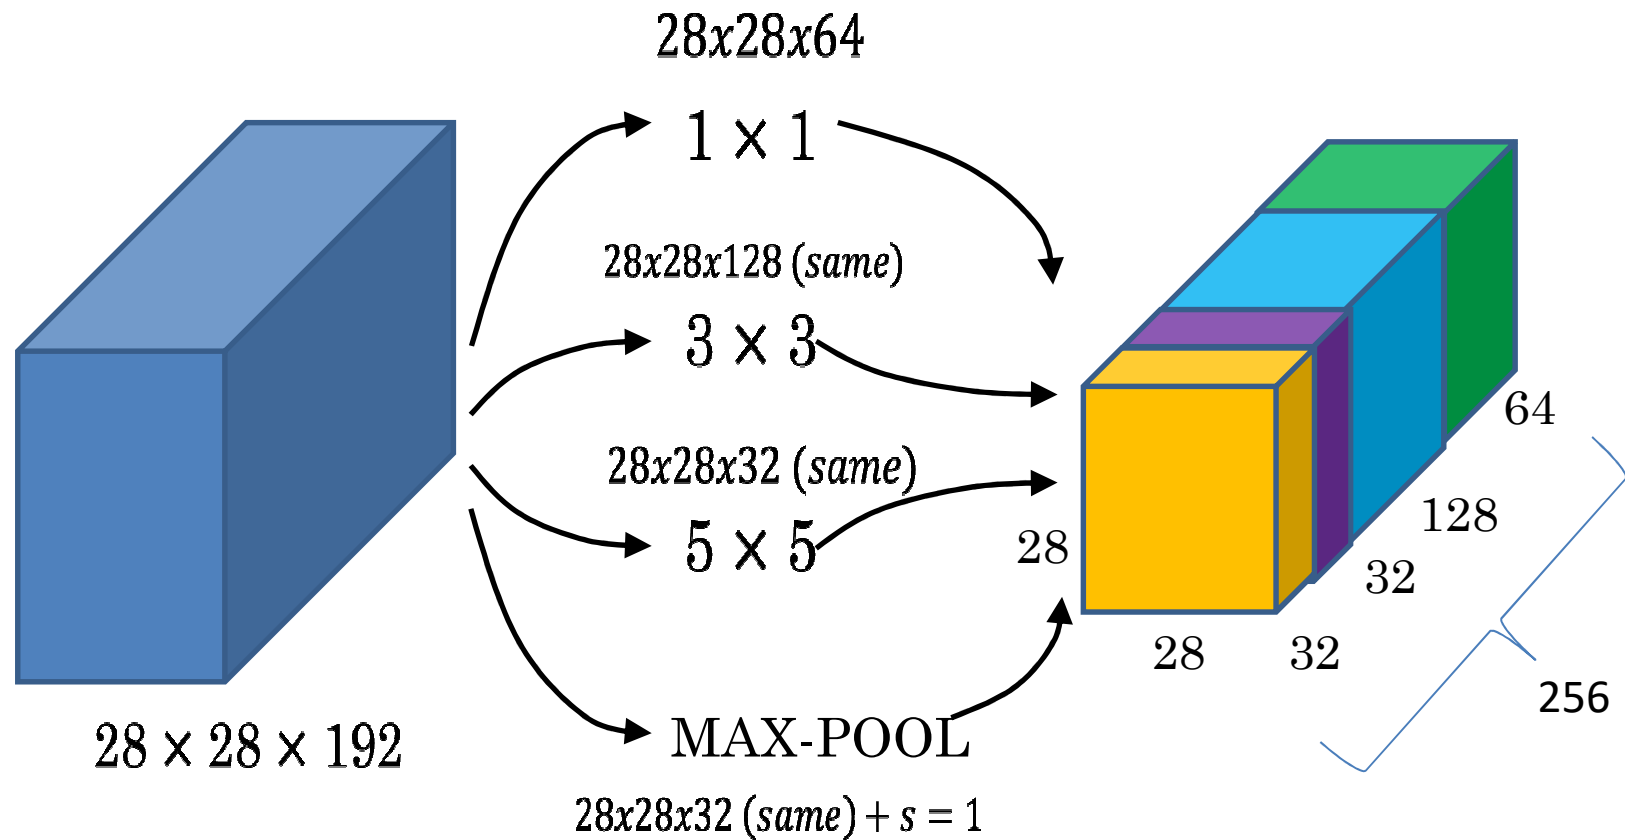 28x28x64
1 × 1
28x28x128 (same)
3 × 3
28x28x32 (same)
5 × 5
MAX-POOL
28x28x32 (same) + s = 1
28 × 28 × 192
28
28
32
32
128
64
256